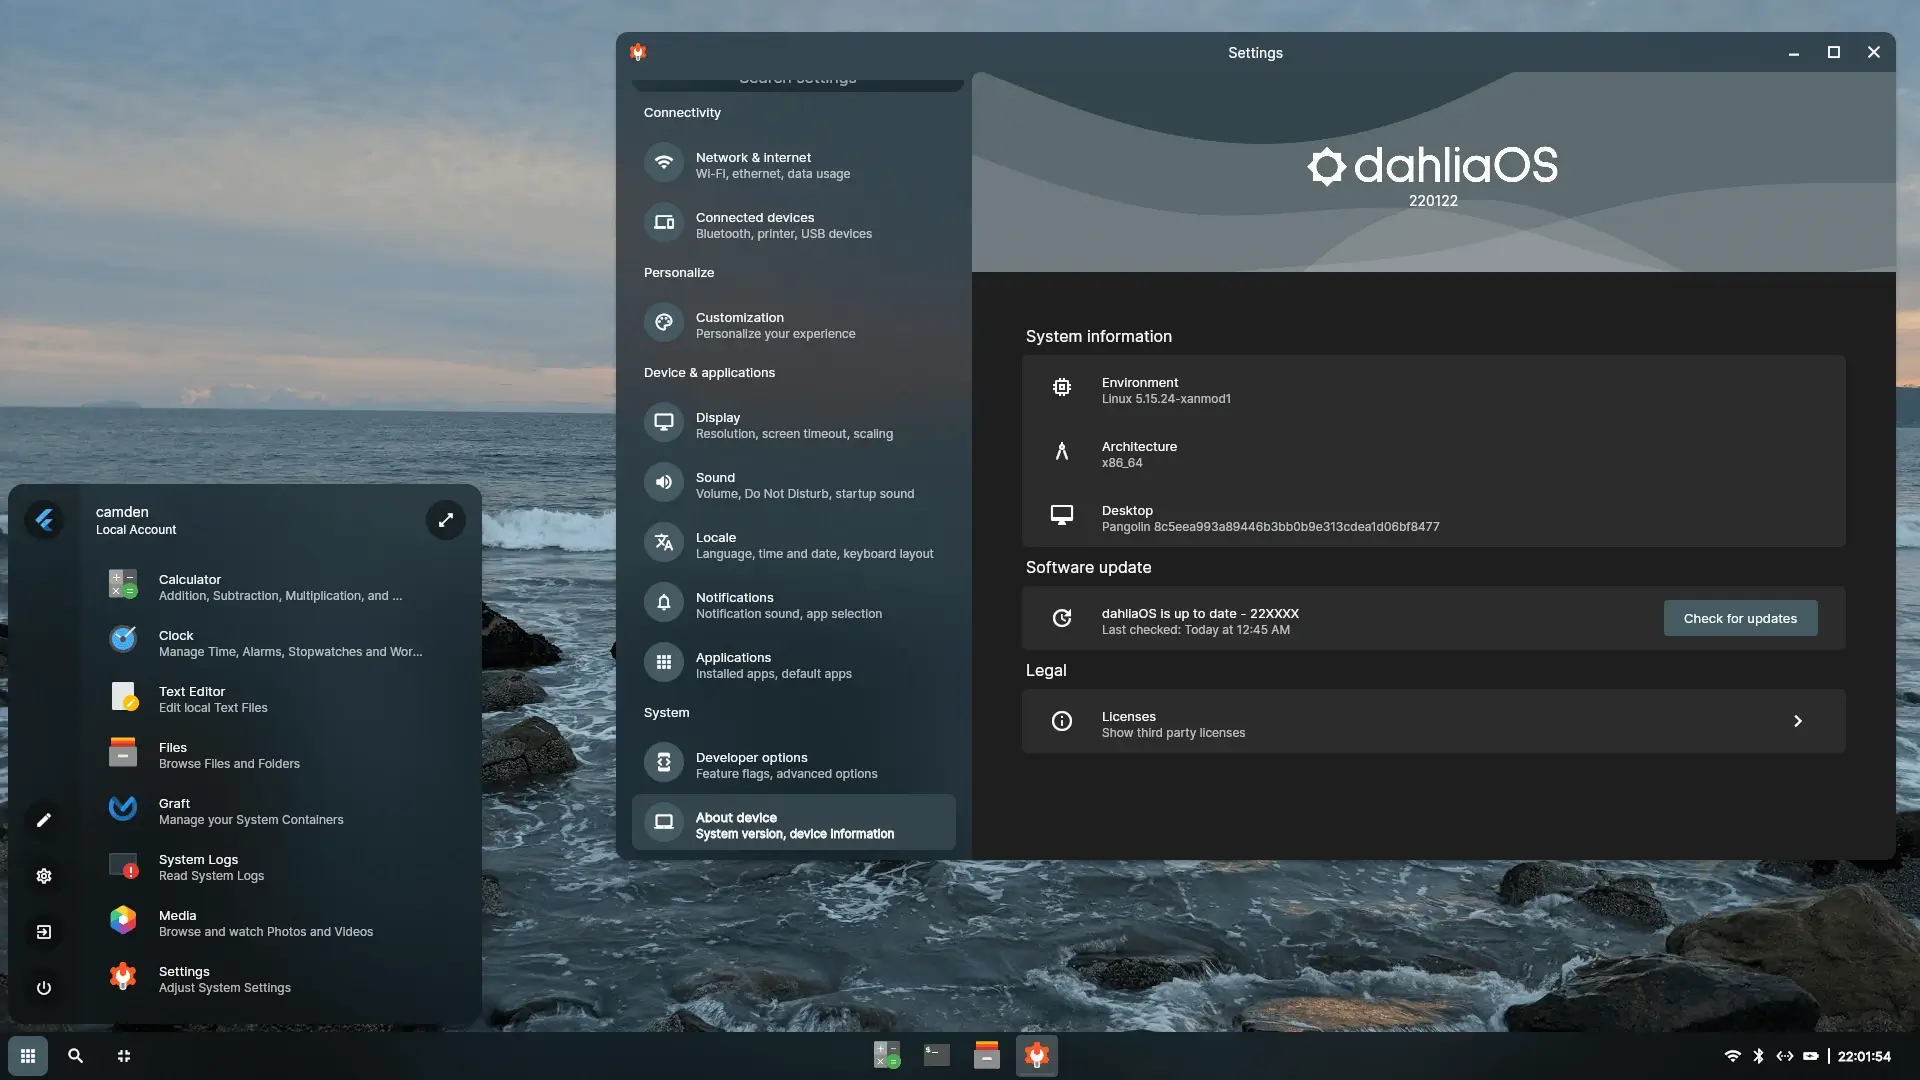 Settings
Search settings
Connectivity
Network & internet
Wi-Fi, ethernet, data usage
Connected devices
Bluetooth, printer, USB devices
Personalize
Customization
Personalize your experience
Device & applications
Display
Resolution, screen timeout, scaling
Sound
Volume, Do Not Disturb, startup sound
Locale
Language, time and date, keyboard layout
Notifications
Notification sound, app selection
Applications
Installed apps, default apps
System
Developer options
Feature flags, advanced options
About device
System version, device information
dahliaOS
220122
System information
Environment
Linux 5.15.24-xanmod1
Architecture
x86_64
Desktop
Pangolin 8c5eea993a89446b3bb0b9e313cdea1d06bf8477
Software update
dahliaOS is up to date - 22XXXX
Last checked: Today at 12:45 AM
Check for updates
Legal
Licenses
Show third party licenses
camden
Local Account
Calculator
Addition, Subtraction, Multiplication, and ...
Clock
Manage Time, Alarms, Stopwatches and Wor...
Text Editor
Edit local Text Files
Files
Browse Files and Folders
Graft
Manage your System Containers
System Logs
Read System Logs
Media
Browse and watch Photos and Videos
Settings
Adjust System Settings
22:01:54